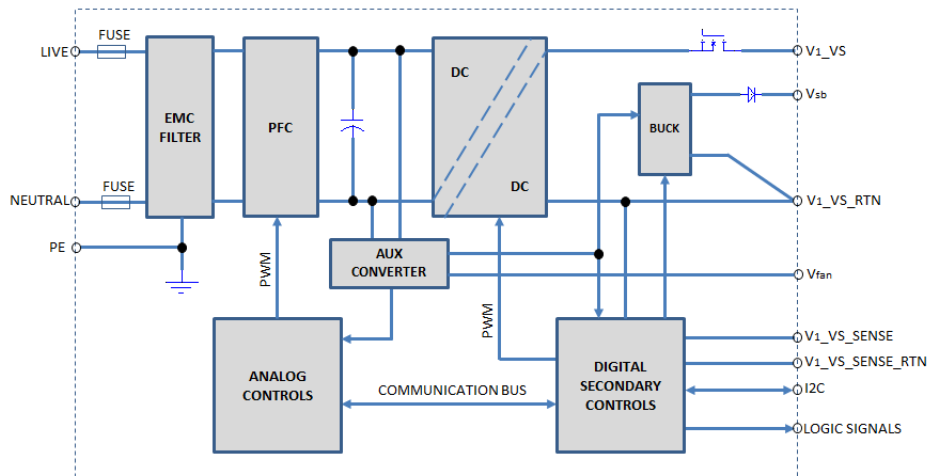 FUSE
LIVE
V1_VS
DC
Vsb
EMC
FILTER
PFC
BUCK
DC
FUSE
NEUTRAL
V1_VS_RTN
PE
AUX
CONVERTER
PWM
Vfan
PWM
V1_VS_SENSE
V1_VS_SENSE_RTN
ANALOG
CONTROLS
COMMUNICATION BUS
DIGITAL
SECONDARY
CONTROLS
I2C
LOGIC SIGNALS